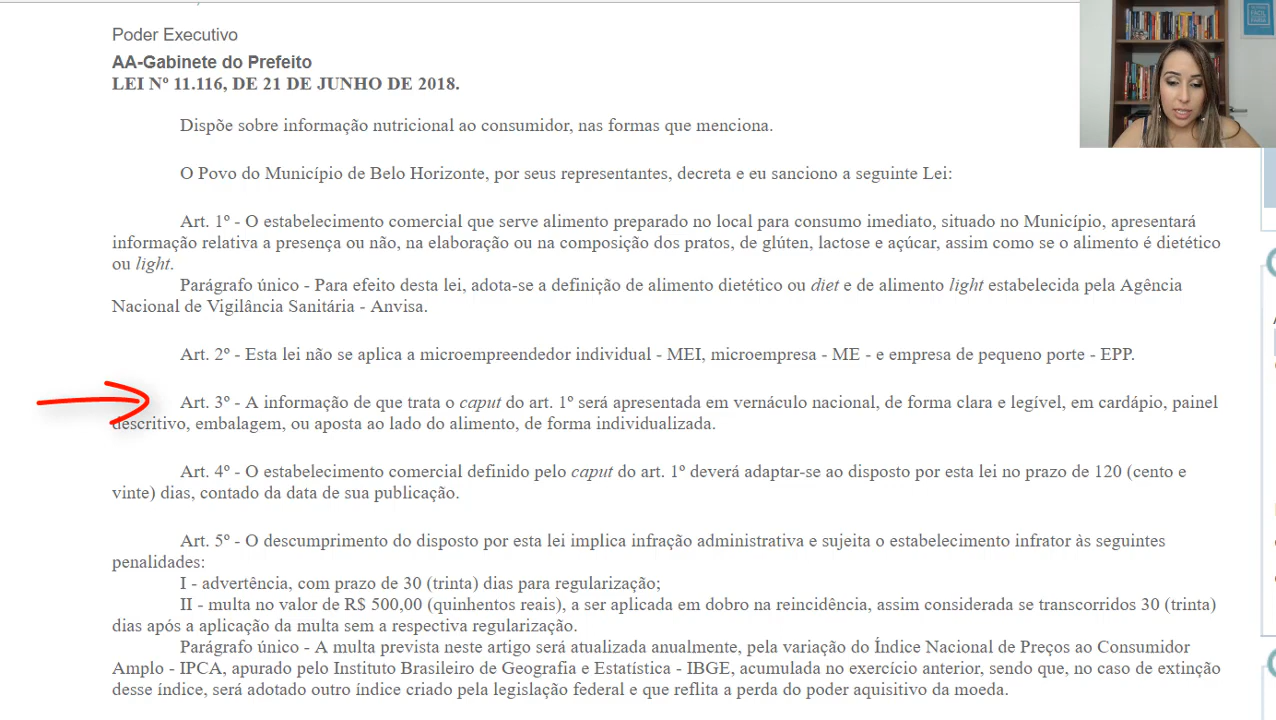 Poder Executivo
AA-Gabinete do Prefeito
LEI Nº 11.116, DE 21 DE JUNHO DE 2018.
Dispõe sobre informação nutricional ao consumidor, nas formas que menciona.
O Povo do Município de Belo Horizonte, por seus representantes, decreta e eu sanciono a seguinte Lei:
Art. 1º - O estabelecimento comercial que serve alimento preparado no local para consumo imediato, situado no Município, apresentará
informação relativa a presença ou não, na elaboração ou na composição dos pratos, de glúten, lactose e açúcar, assim como se o alimento é dietético
ou light.
Parágrafo único - Para efeito desta lei, adota-se a definição de alimento dietético ou diet e de alimento light estabelecida pela Agência
Nacional de Vigilância Sanitária - Anvisa.
Art. 2º - Esta lei não se aplica a microempreendedor individual - MEI, microempresa - ME - e empresa de pequeno porte - EPP.
Art. 3º - A informação de que trata o caput do art. 1º será apresentada em vernáculo nacional, de forma clara e legível, em cardápio, painel
descritivo, embalagem, ou aposta ao lado do alimento, de forma individualizada.
Art. 4º - O estabelecimento comercial definido pelo caput do art. 1º deverá adaptar-se ao disposto por esta lei no prazo de 120 (cento e
vinte) dias, contado da data de sua publicação.
Art. 5º - O descumprimento do disposto por esta lei implica infração administrativa e sujeita o estabelecimento infrator às seguintes
penalidades:
I - advertência, com prazo de 30 (trinta) dias para regularização;
II - multa no valor de R$ 500,00 (quinhentos reais), a ser aplicada em dobro na reincidência, assim considerada se transcorridos 30 (trinta)
dias após a aplicação da multa sem a respectiva regularização.
Parágrafo único - A multa prevista neste artigo será atualizada anualmente, pela variação do Índice Nacional de Preços ao Consumidor
Amplo - IPCA, apurado pelo Instituto Brasileiro de Geografia e Estatística - IBGE, acumulada no exercício anterior, sendo que, no caso de extinção
desse índice, será adotado outro índice criado pela legislação federal e que reflita a perda do poder aquisitivo da moeda.